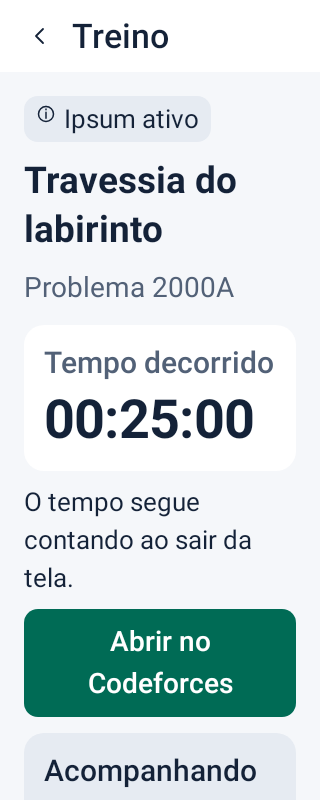 Treino
Ipsum ativo
Travessia do
labirinto
Problema 2000A
Tempo decorrido
00:25:00
O tempo segue
contando ao sair da
tela.
Abrir no
Codeforces
Acompanhando